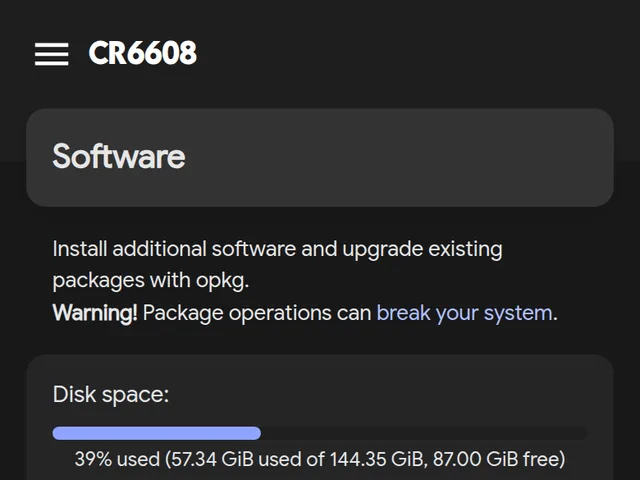 CR6608
Software
Install additional software and upgrade existing
packages with opkg.
Warning! Package operations can break your system.
Disk space:
39% used (57.34 GiB used of 144.35 GiB, 87.00 GiB free)